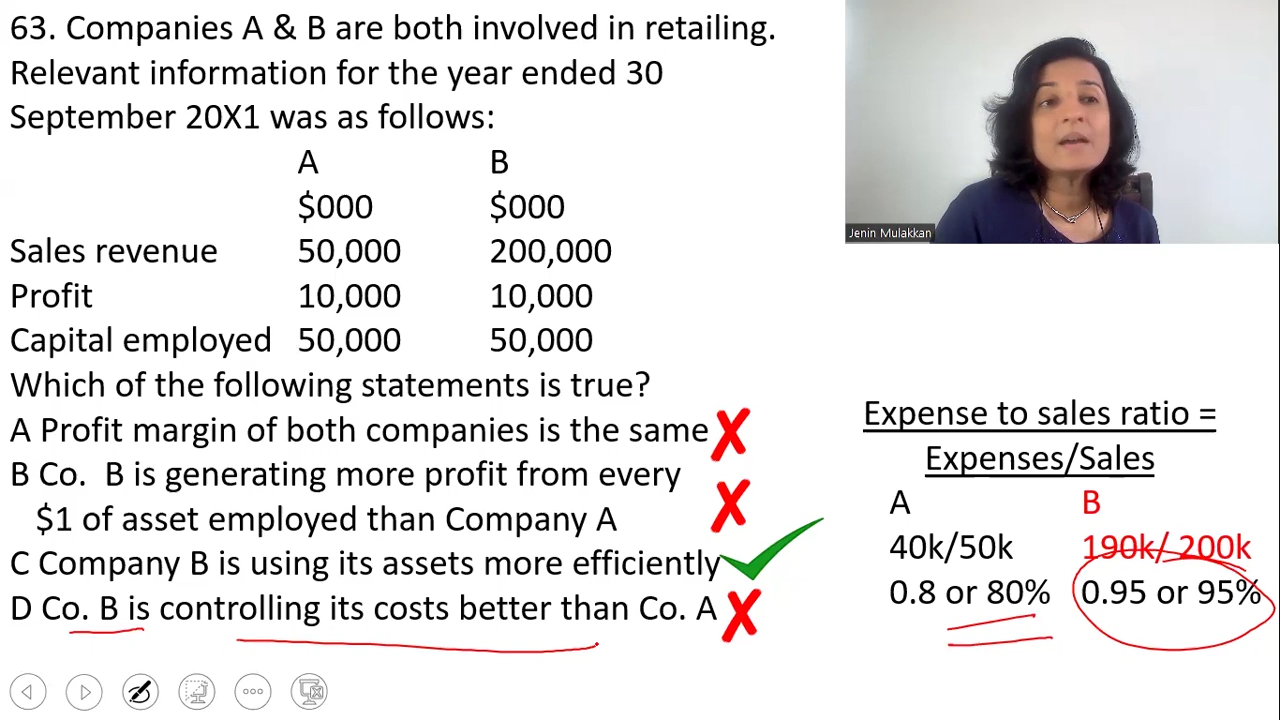 63. Companies A & B are both involved in retailing.
Relevant information for the year ended 30
September 20X1 was as follows:
A B
$000 $000
Sales revenue 50,000 200,000
Profit 10,000 10,000
Capital employed 50,000 50,000
Which of the following statements is true?
A Profit margin of both companies is the same
B Co. B is generating more profit from every
$1 of asset employed than Company A
C Company B is using its assets more efficiently
D Co. B is controlling its costs better than Co. A
Jenin Mulakkan
Expense to sales ratio =
Expenses/Sales
A B
40k/50k 190k/ 200k
0.8 or 80% 0.95 or 95%